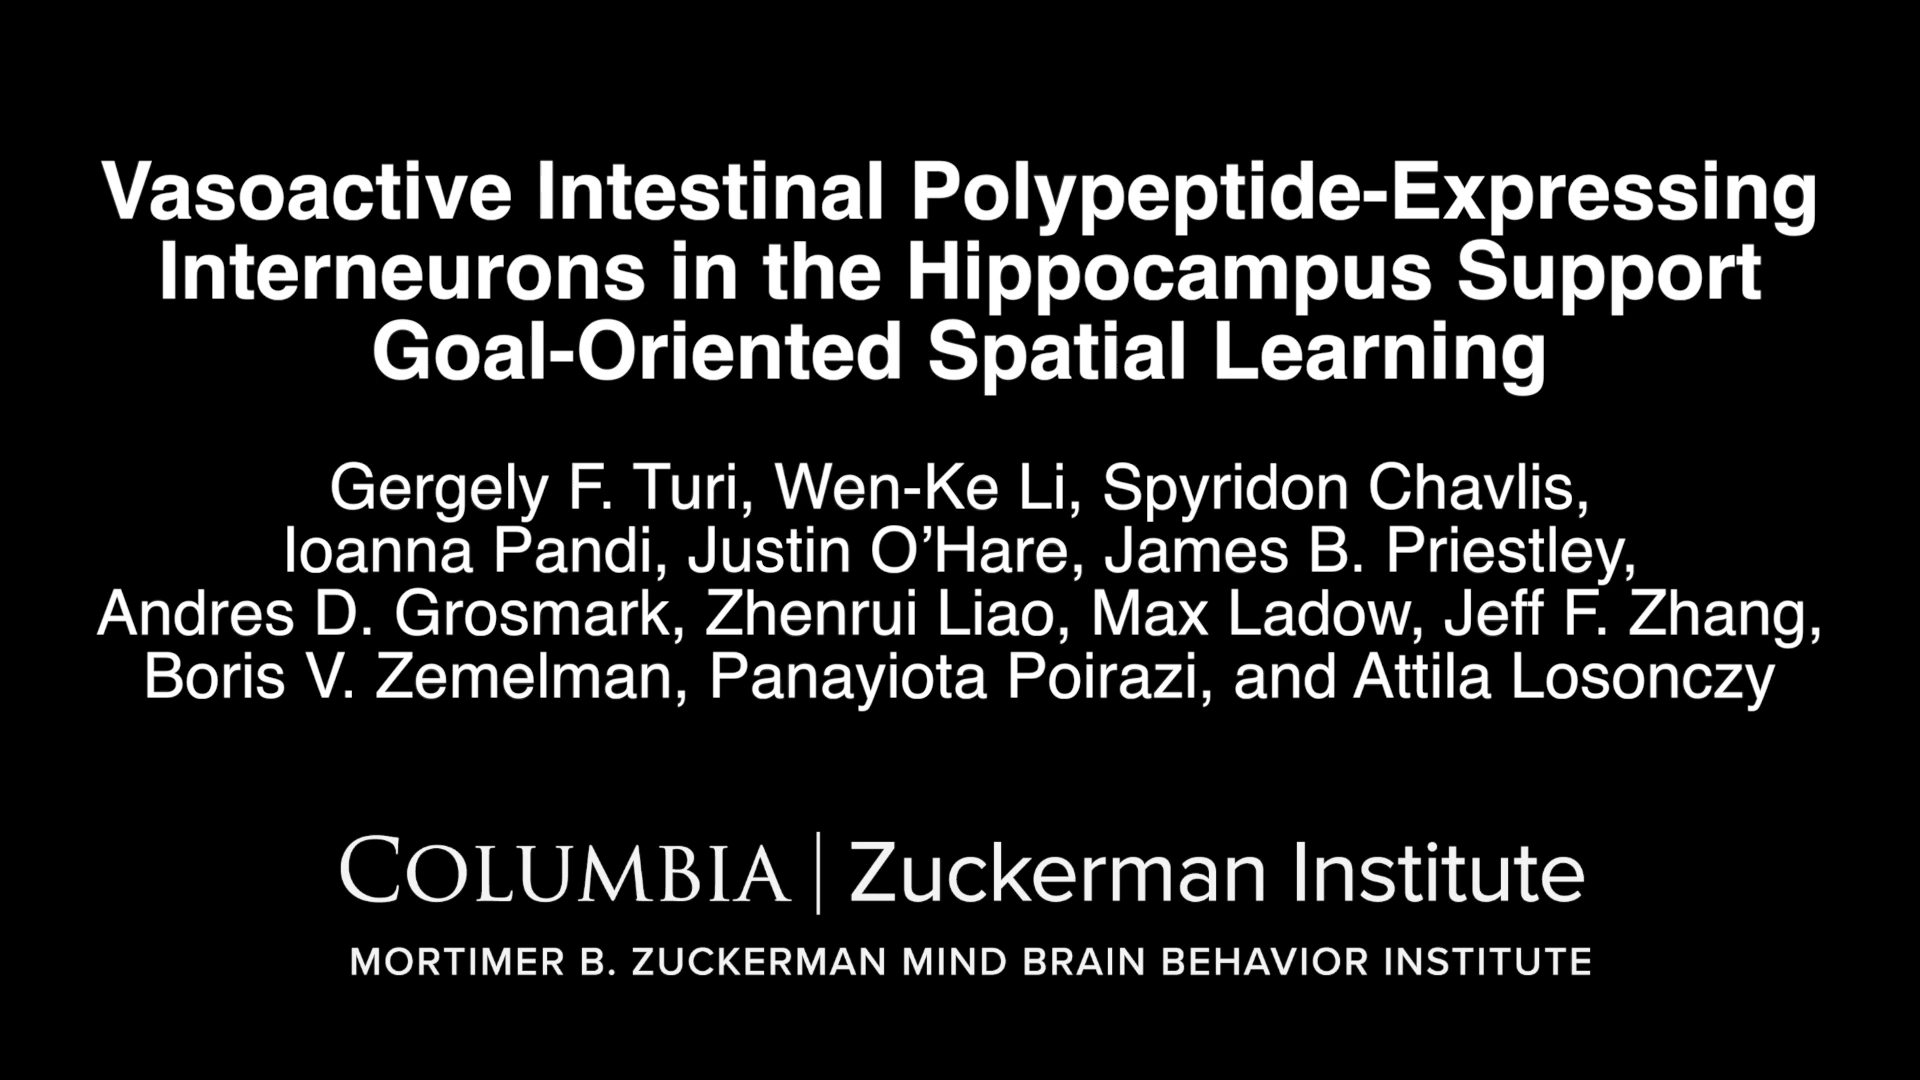 Vasoactive Intestinal Polypeptide-Expressing
Interneurons in the Hippocampus Support
Goal-Oriented Spatial Learning
Gergely F. Turi, Wen-Ke Li, Spyridon Chavlis,
Ioanna Pandi, Justin O’Hare, James B. Priestley,
Andres D. Grosmark, Zhenrui Liao, Max Ladow, Jeff F. Zhang,
Boris V. Zemelman, Panayiota Poirazi, and Attila Losonczy
COLUMBIA | Zuckerman Institute
MORTIMER B. ZUCKERMAN MIND BRAIN BEHAVIOR INSTITUTE